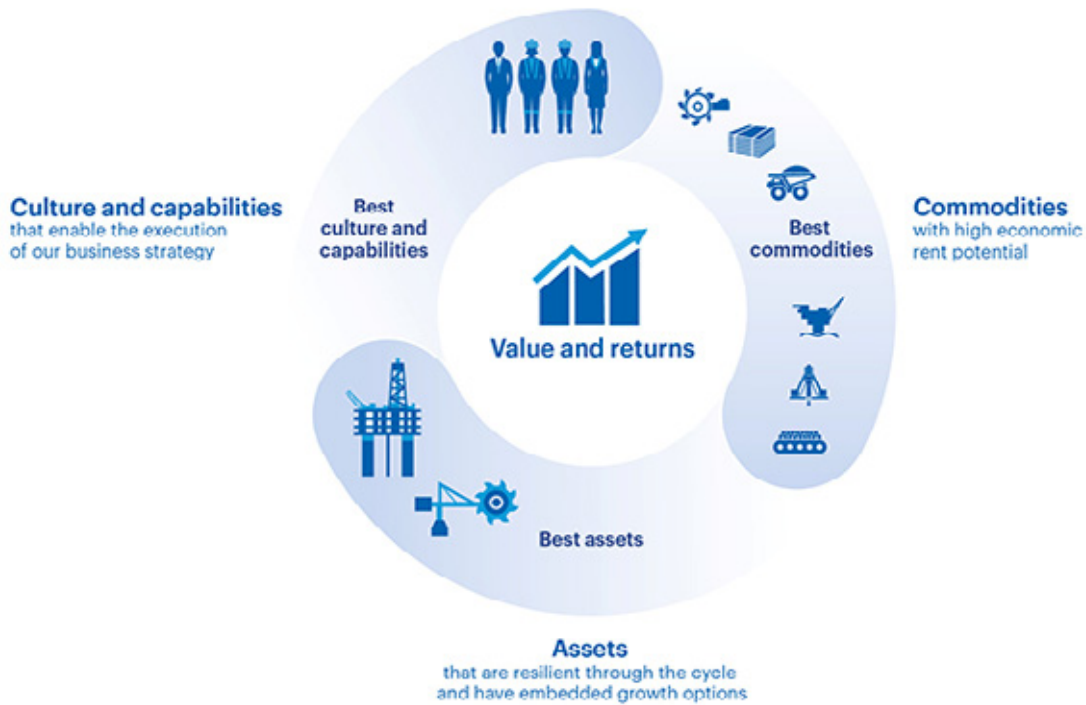 Culture and capabilities
that enable the execution
of our business strategy
Best
culture and
capabilities
Best
commodities
Commodities
with high economic
rent potential
Value and returns
Best assets
Assets
that are resilient through the cycle
and have embedded growth options